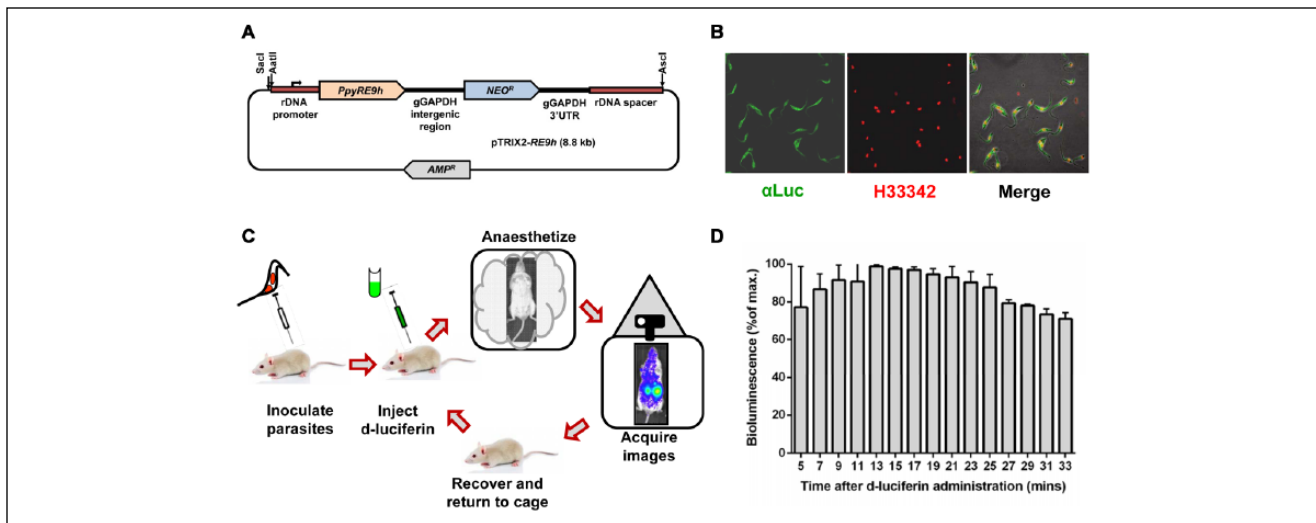 A
SacI
AatII
AscI
PpyRE9h
NEOᴿ
rDNA
promoter
gGAPDH
intergenic
region
gGAPDH
3'UTR
rDNA spacer
pTRIX2-RE9h (8.8 kb)
AMPᴿ
B
αLuc
H33342
Merge
C
Anaesthetize
Inoculate
parasites
Inject
d-luciferin
Recover and
return to cage
Acquire
images
D
Bioluminescence (%of max.)
100
80
60
40
20
0
5 7 9 11 13 15 17 19 21 23 25 27 29 31 33
Time after d-luciferin administration (mins)